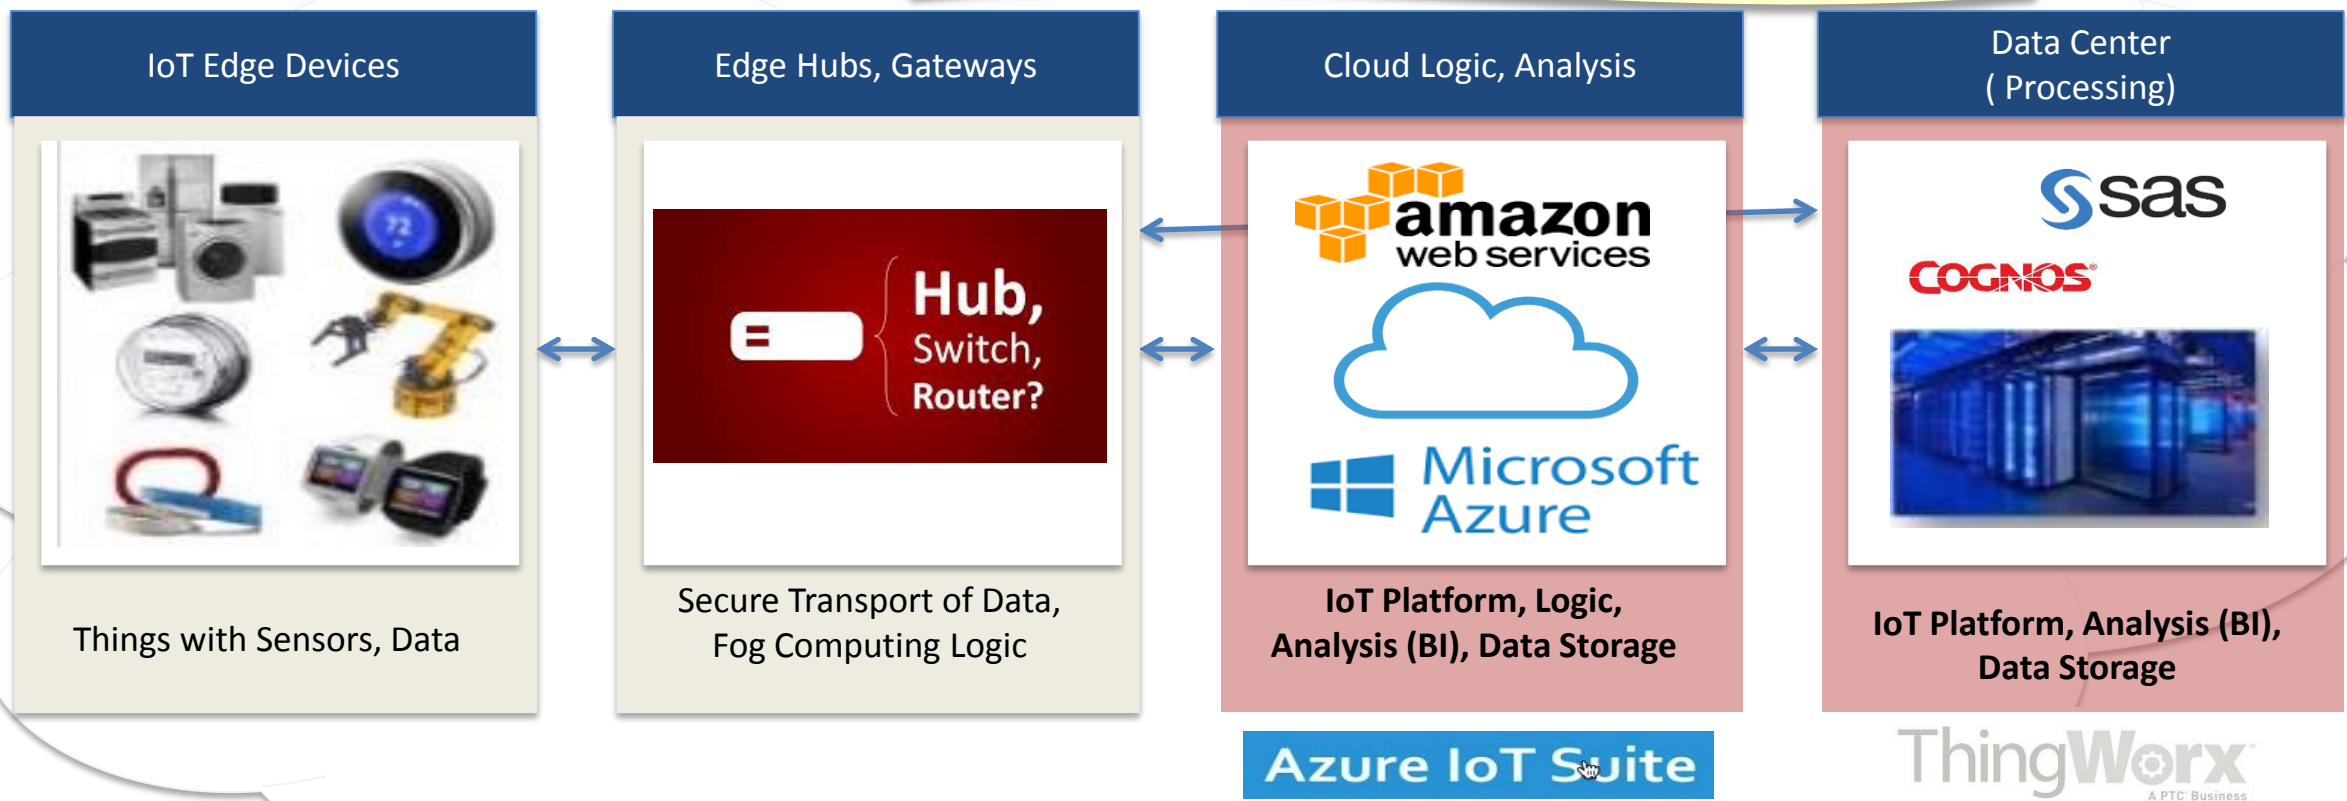 IoT Edge Devices
Things with Sensors, Data
Edge Hubs, Gateways
Hub,
Switch,
Router?
Secure Transport of Data,
Fog Computing Logic
Cloud Logic, Analysis
amazon
web services
Microsoft
Azure
IoT Platform, Logic,
Analysis (BI), Data Storage
Azure IoT Suite
Data Center
( Processing)
sas
COGNOS®
IoT Platform, Analysis (BI),
Data Storage
ThingWorx™
A PTC Business